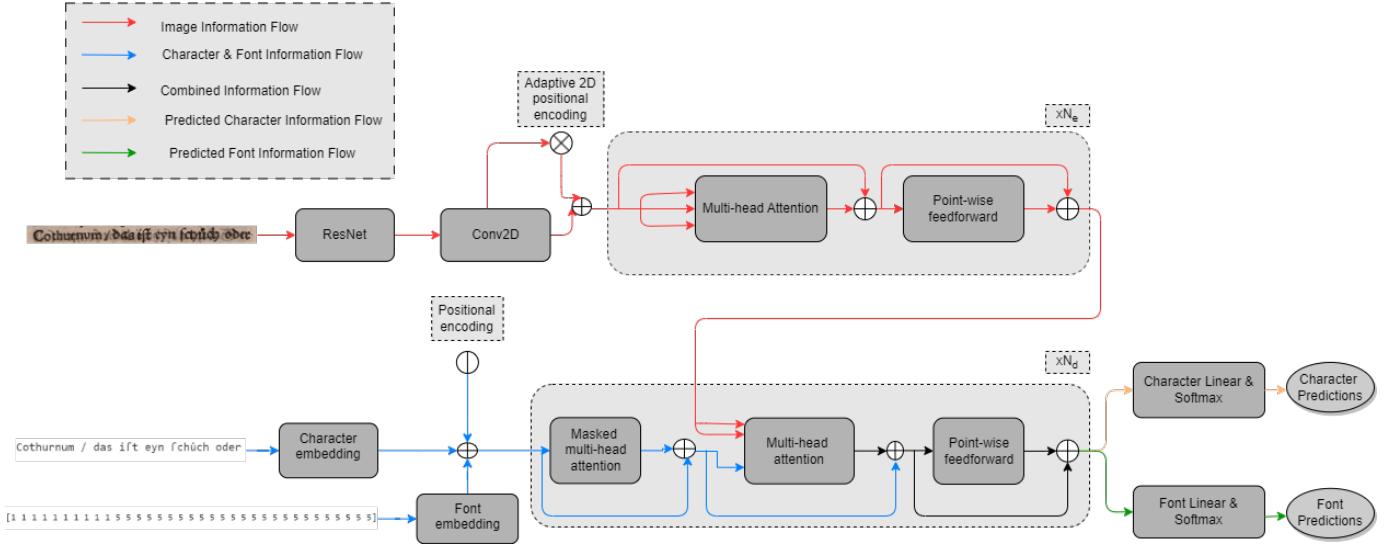 Image Information Flow
Character & Font Information Flow
Combined Information Flow
Predicted Character Information Flow
Predicted Font Information Flow
Adaptive 2D
positional
encoding
xNe
Cothurnum / das iſt eyn ſchůch oder
ResNet
Conv2D
Multi-head Attention
Point-wise
feedforward
Positional
encoding
xNd
Cothurnum / das iſt eyn ſchůch oder
Character
embedding
Masked
multi-head
attention
Multi-head
attention
Point-wise
feedforward
Character Linear &
Softmax
Character
Predictions
[1 1 1 1 1 1 1 1 1 1 5 5 5 5 5 5 5 5 5 5 5 5 5 5 5 5 5 5 5 5 5 5 5 5 5]
Font
embedding
Font Linear &
Softmax
Font
Predictions